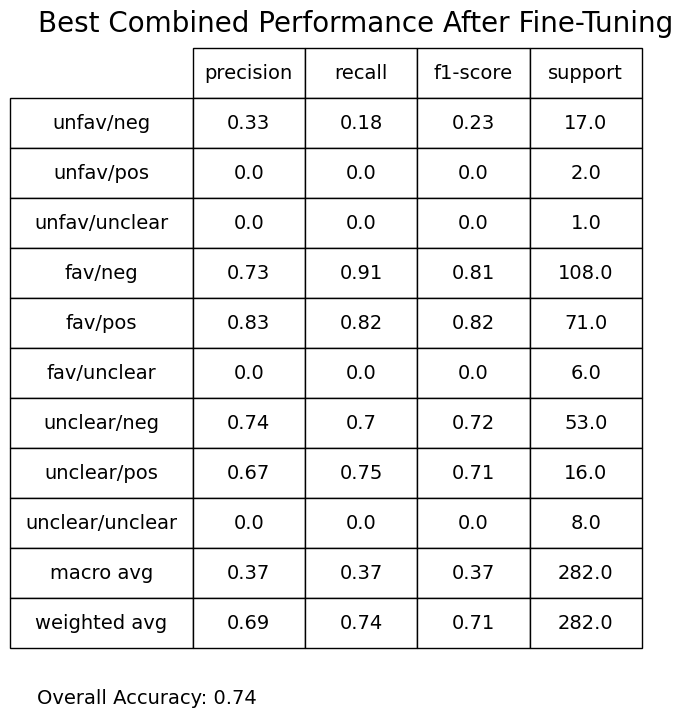 Best Combined Performance After Fine-Tuning
precision recall f1-score support
unfav/neg 0.33 0.18 0.23 17.0
unfav/pos 0.0 0.0 0.0 2.0
unfav/unclear 0.0 0.0 0.0 1.0
fav/neg 0.73 0.91 0.81 108.0
fav/pos 0.83 0.82 0.82 71.0
fav/unclear 0.0 0.0 0.0 6.0
unclear/neg 0.74 0.7 0.72 53.0
unclear/pos 0.67 0.75 0.71 16.0
unclear/unclear 0.0 0.0 0.0 8.0
macro avg 0.37 0.37 0.37 282.0
weighted avg 0.69 0.74 0.71 282.0
Overall Accuracy: 0.74